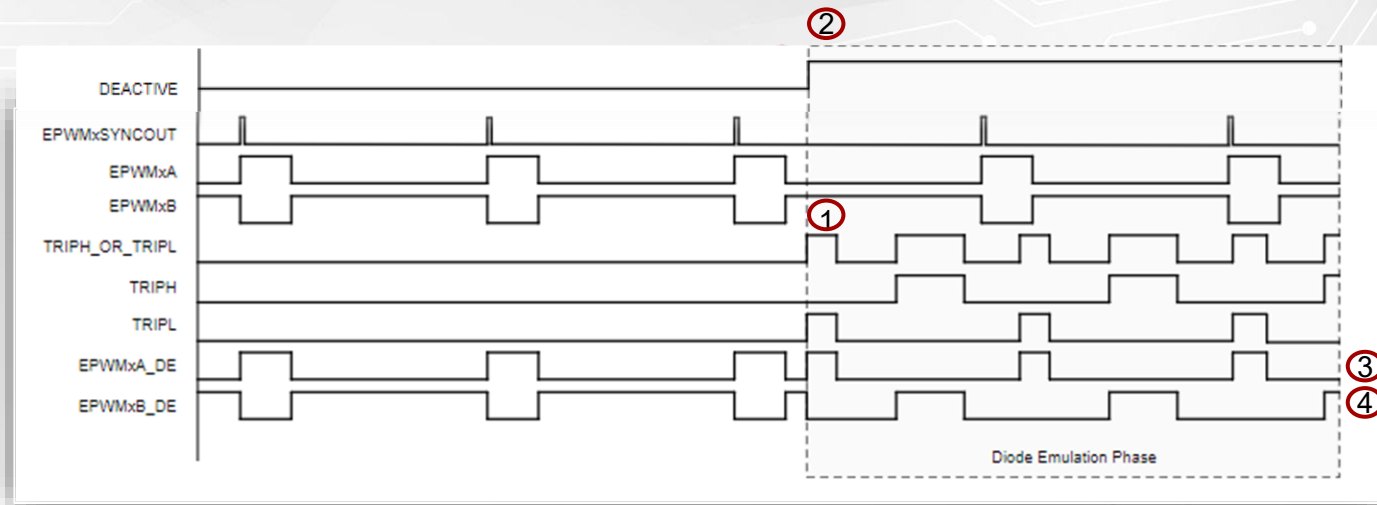 2
DEACTIVE
EPWMxSYNCOUT
EPWMxA
EPWMxB
1
TRIPH_OR_TRIPL
TRIPH
TRIPL
EPWMxA_DE
3
EPWMxB_DE
4
Diode Emulation Phase